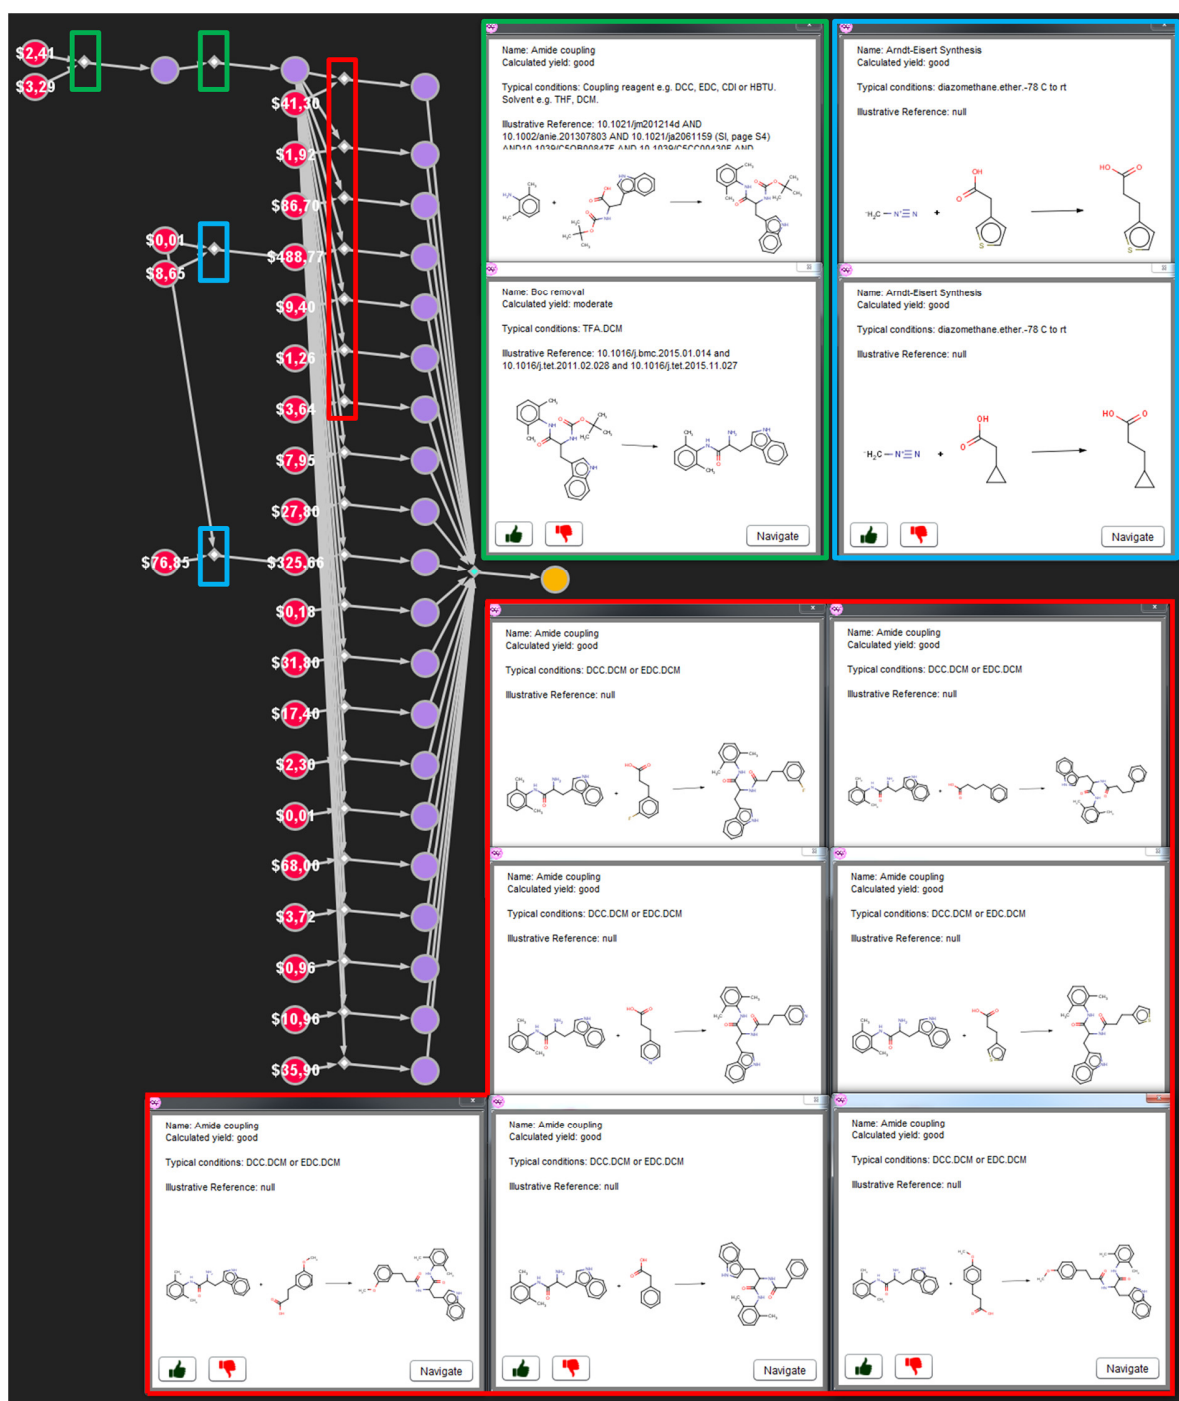 $2,41
$3,29
$41,30
$1,92
$86,70
$0,01
$8,65
$488,77
$9,40
$1,26
$3,64
$7,95
$27,80
$76,85
$325,66
$0,18
$31,80
$17,40
$2,30
$0,01
$68,00
$3,72
$0,96
$10,96
$35,90
Name: Amide coupling
Calculated yield: good
Typical conditions: Coupling reagent e.g. DCC, EDC, CDI or HBTU.
Solvent e.g. THF, DCM.
Illustrative Reference: 10.1021/jm201214d AND
10.1002/anie.201307803 AND 10.1021/ja2061159 (SI, page S4)
Name: Boc removal
Calculated yield: moderate
Typical conditions: TFA.DCM
Illustrative Reference: 10.1016/j.bmc.2015.01.014 and
10.1016/j.tet.2011.02.028 and 10.1016/j.tet.2015.11.027
Navigate
Name: Arndt-Eisert Synthesis
Calculated yield: good
Typical conditions: diazomethane.ether.-78 C to rt
Illustrative Reference: null
Name: Arndt-Eisert Synthesis
Calculated yield: good
Typical conditions: diazomethane.ether.-78 C to rt
Illustrative Reference: null
Navigate
Name: Amide coupling
Calculated yield: good
Typical conditions: DCC.DCM or EDC.DCM
Illustrative Reference: null
Name: Amide coupling
Calculated yield: good
Typical conditions: DCC.DCM or EDC.DCM
Illustrative Reference: null
Name: Amide coupling
Calculated yield: good
Typical conditions: DCC.DCM or EDC.DCM
Illustrative Reference: null
Name: Amide coupling
Calculated yield: good
Typical conditions: DCC.DCM or EDC.DCM
Illustrative Reference: null
Name: Amide coupling
Calculated yield: good
Typical conditions: DCC.DCM or EDC.DCM
Illustrative Reference: null
Navigate
Name: Amide coupling
Calculated yield: good
Typical conditions: DCC.DCM or EDC.DCM
Illustrative Reference: null
Navigate
Name: Amide coupling
Calculated yield: good
Typical conditions: DCC.DCM or EDC.DCM
Illustrative Reference: null
Navigate